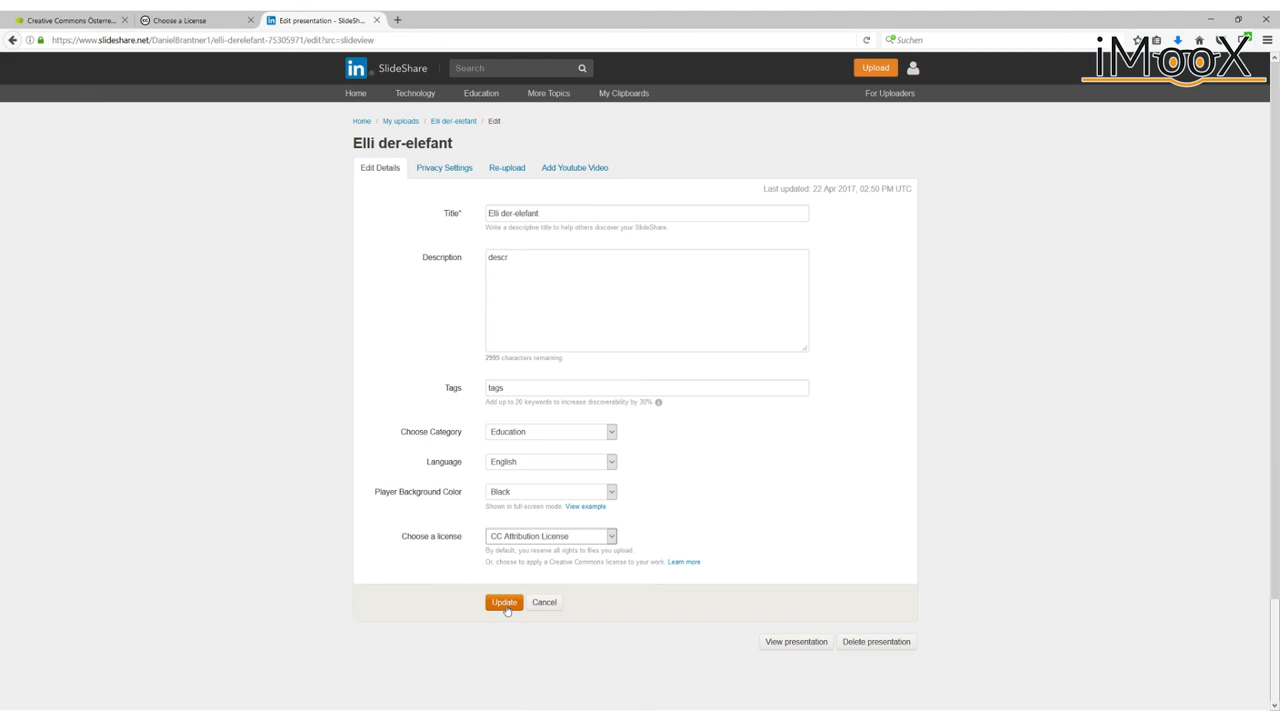 Creative Commons Österre...
Choose a License
Edit presentation - SlideSh...
https://www.slideshare.net/DanielBrantner1/elli-derelefant-75305971/edit?src=slideview
Suchen
iMooX
in SlideShare
Search
Upload
Home Technology Education More Topics My Clipboards For Uploaders
Home / My uploads / Elli der-elefant / Edit
Elli der-elefant
Edit Details Privacy Settings Re-upload Add Youtube Video
Last updated: 22 Apr 2017, 02:50 PM UTC
Title* Elli der-elefant
Write a descriptive title to help others discover your SlideShare.
Description descr
2995 characters remaining.
Tags tags
Add up to 20 keywords to increase discoverability by 30%
Choose Category Education
Language English
Player Background Color Black
Shown in full-screen mode. View example
Choose a license CC Attribution License
By default, you reserve all rights to files you upload.
Or, choose to apply a Creative Commons license to your work. Learn more
Update Cancel
View presentation Delete presentation